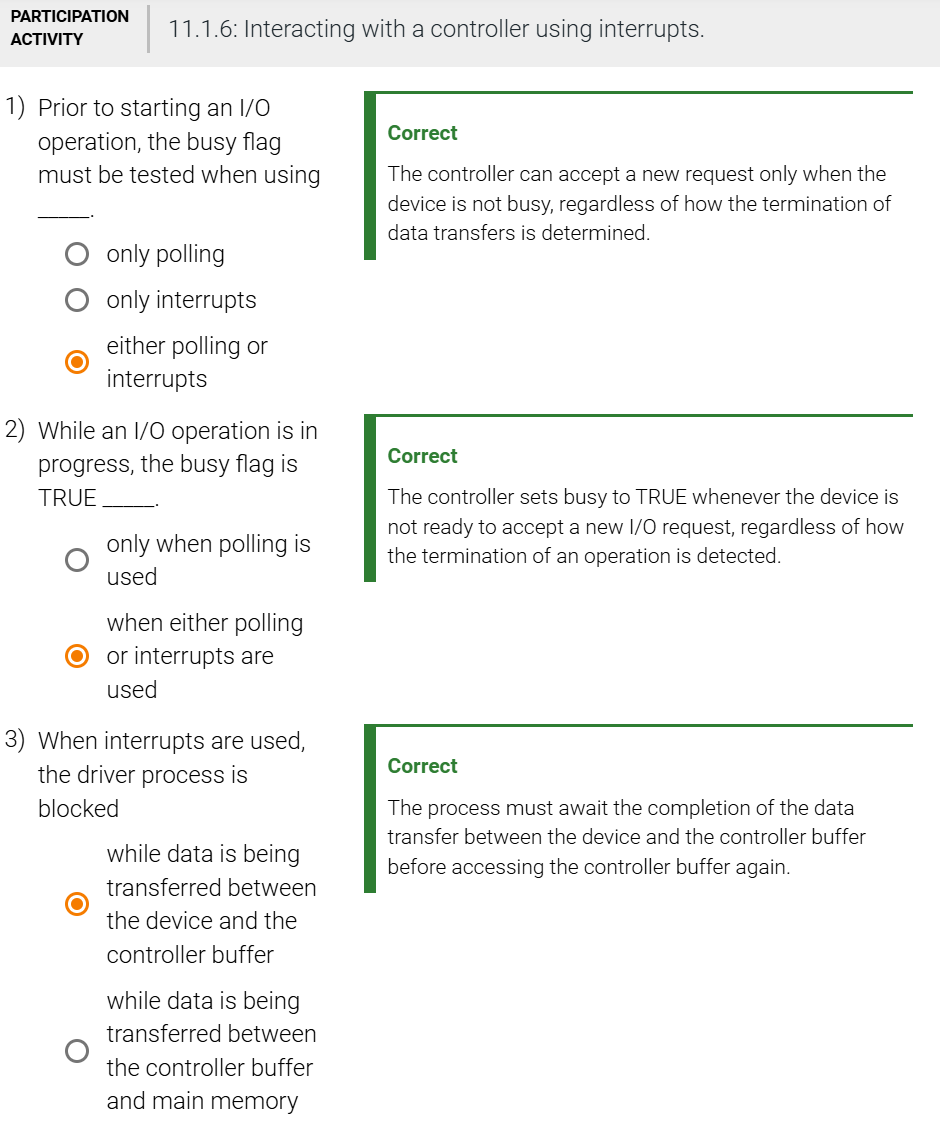 PARTICIPATION
ACTIVITY
11.1.6: Interacting with a controller using interrupts.
1) Prior to starting an I/O
operation, the busy flag
must be tested when using
_____.
only polling
only interrupts
either polling or
interrupts
Correct
The controller can accept a new request only when the
device is not busy, regardless of how the termination of
data transfers is determined.
2) While an I/O operation is in
progress, the busy flag is
TRUE _____.
only when polling is
used
when either polling
or interrupts are
used
Correct
The controller sets busy to TRUE whenever the device is
not ready to accept a new I/O request, regardless of how
the termination of an operation is detected.
3) When interrupts are used,
the driver process is
blocked
while data is being
transferred between
the device and the
controller buffer
while data is being
transferred between
the controller buffer
and main memory
Correct
The process must await the completion of the data
transfer between the device and the controller buffer
before accessing the controller buffer again.